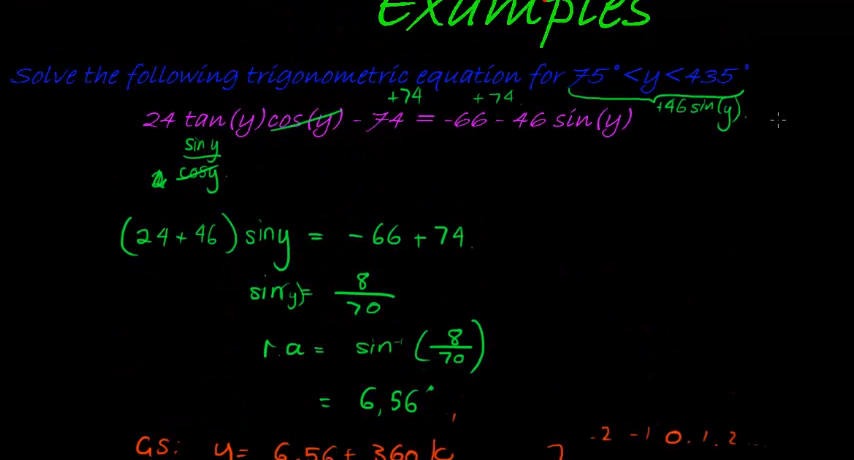 Examples
Solve the following trigonometric equation for 75° < y < 435°
+74 +74 +46 sin(y).
24 tan(y)cos(y) - 74 = -66 - 46 sin(y)
sin y
cosy
(24 + 46) siny = - 66 + 74.
sin(y)= 8/70
r.a = sin⁻¹ (8/70)
= 6,56°
-2 -1 0.1.2...
GS: y= 6,56 + 360 k